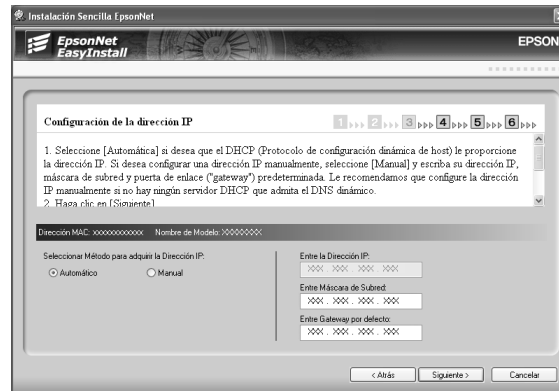 Instalación Sencilla EpsonNet
EpsonNet
EasyInstall
EPSON
Configuración de la dirección IP
1 2 3 4 5 6
1. Seleccione [Automática] si desea que el DHCP (Protocolo de configuración dinámica de host) le proporcione
la dirección IP. Si desea configurar una dirección IP manualmente, seleccione [Manual] y escriba su dirección IP,
máscara de subred y puerta de enlace ("gateway") predeterminada. Le recomendamos que configure la dirección
IP manualmente si no hay ningún servidor DHCP que admita el DNS dinámico.
2. Haga clic en [Siguiente]
Dirección MAC: xxxxxxxxxxxx Nombre de Modelo: XXXXXXXX
Seleccionar Método para adquirir la Dirección IP:
Automático Manual
Entre la Dirección IP:
XXX . XXX . XXX . XXX
Entre Máscara de Subred:
XXX . XXX . XXX . XXX
Entre Gateway por defecto:
XXX . XXX . XXX . XXX
< Atrás Siguiente > Cancelar